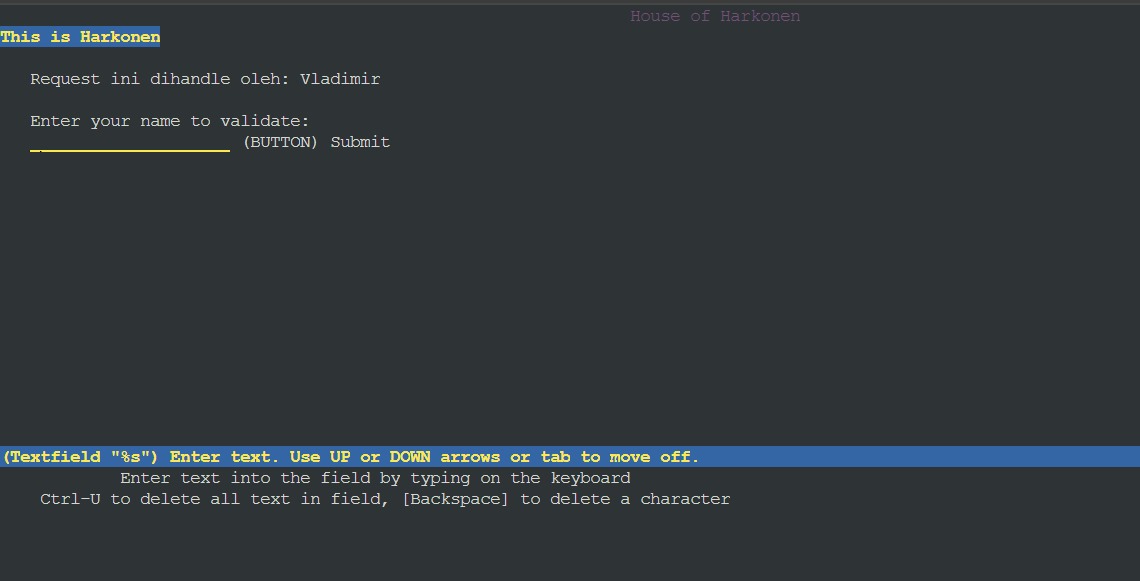 House of Harkonen
This is Harkonen
Request ini dihandle oleh: Vladimir
Enter your name to validate:
____________________ (BUTTON) Submit
(Textfield "%s") Enter text. Use UP or DOWN arrows or tab to move off.
Enter text into the field by typing on the keyboard
Ctrl-U to delete all text in field, [Backspace] to delete a character